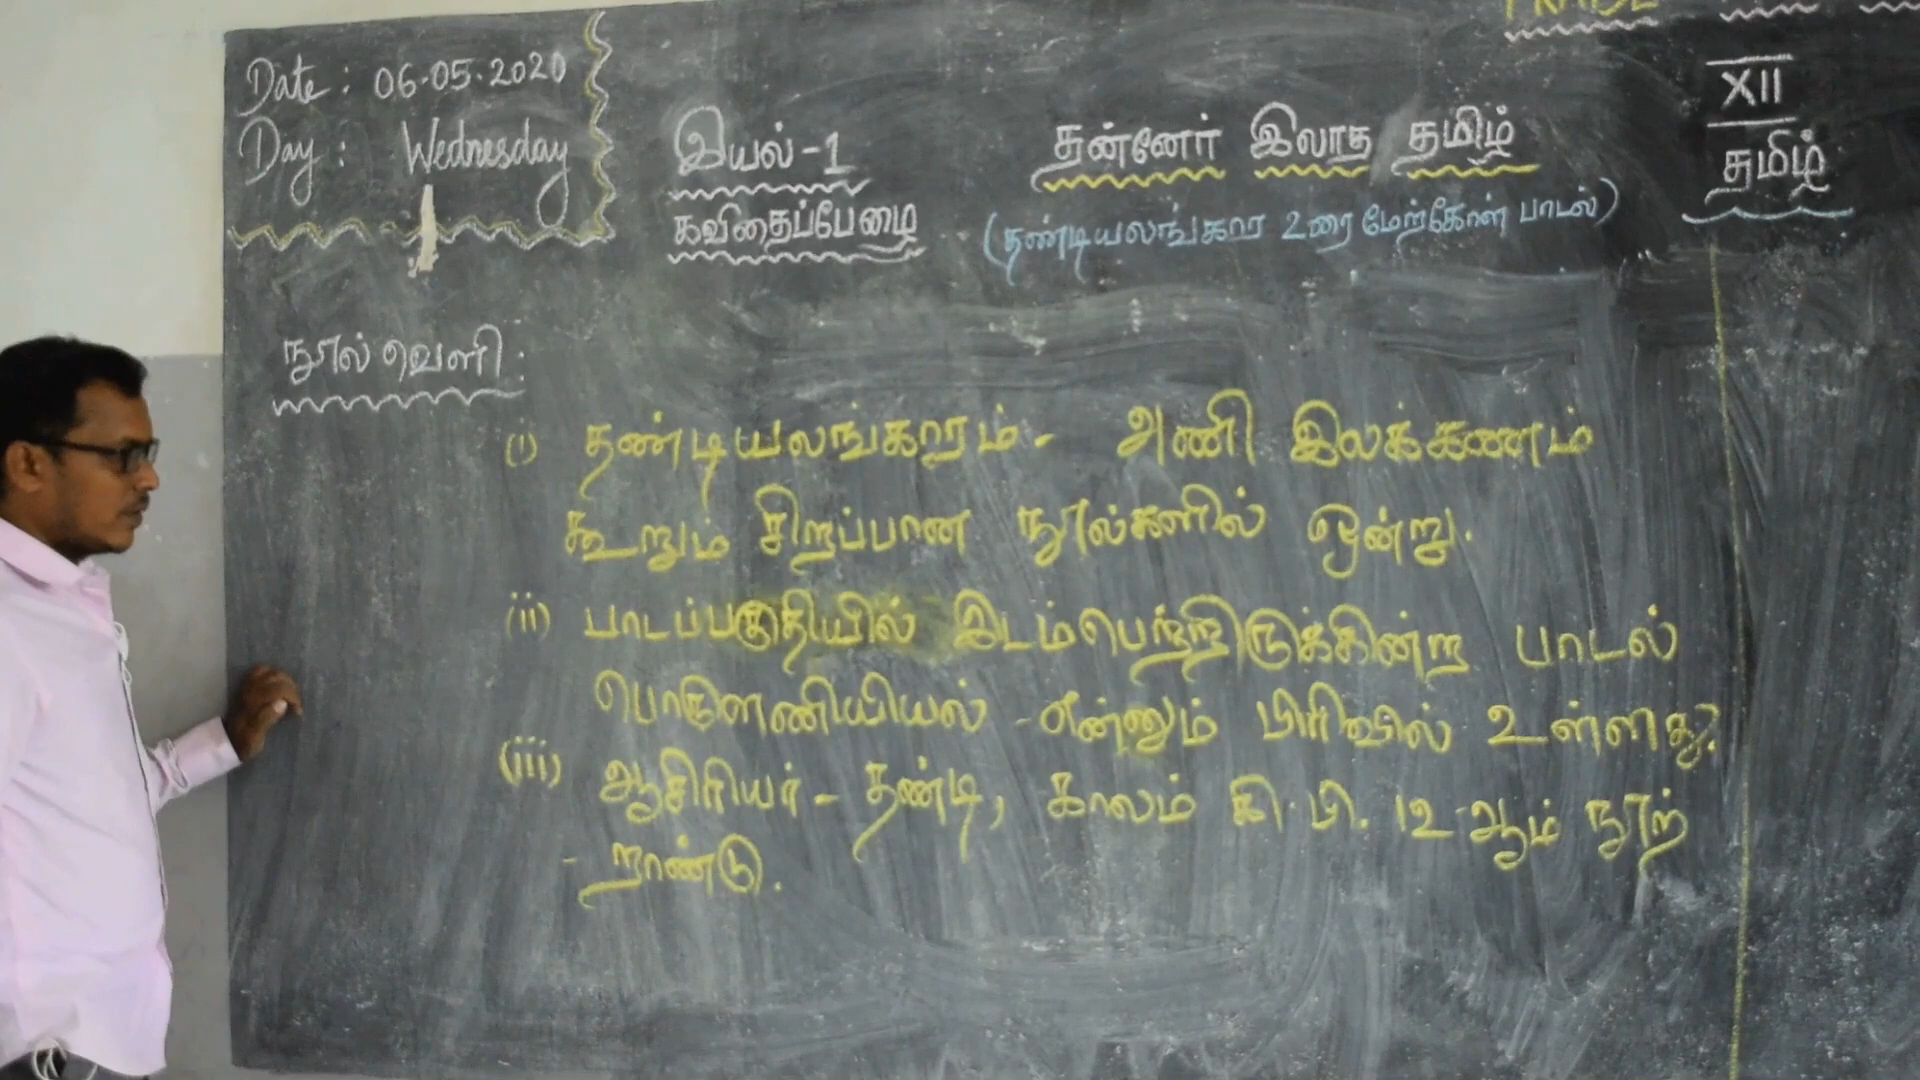 Date: 06.05.2020
Day: Wednesday
இயல்-1
கவிதைப்பேழை
தன்னேர் இலாத தமிழ்
(தண்டியலங்கார உரை மேற்கோள் பாடல்)
XII
தமிழ்
நூல் வெளி:
(i) தண்டியலங்காரம் - அணி இலக்கணம்
கூறும் சிறப்பான நூல்களில் ஒன்று.
(ii) பாடப்பகுதியில் இடம்பெற்றிருக்கின்ற பாடல்
பொருளணியியல் - என்னும் பிரிவில் உள்ளது.
(iii) ஆசிரியர் - தண்டி, காலம் கி.பி. 12-ஆம் நூற்
- றாண்டு.